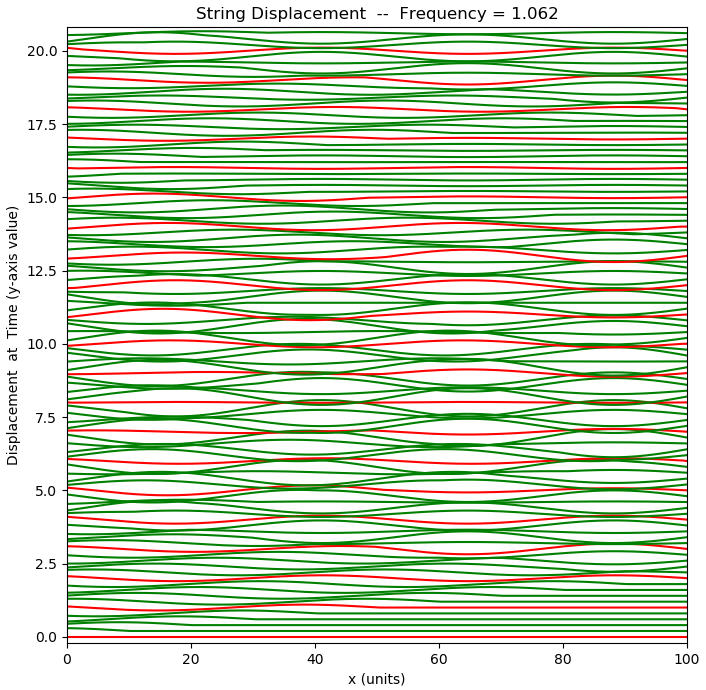 String Displacement  --  Frequency = 1.062
20.0
17.5
15.0
12.5
10.0
7.5
5.0
2.5
0.0
Displacement  at  Time (y-axis value)
0 20 40 60 80 100
x (units)